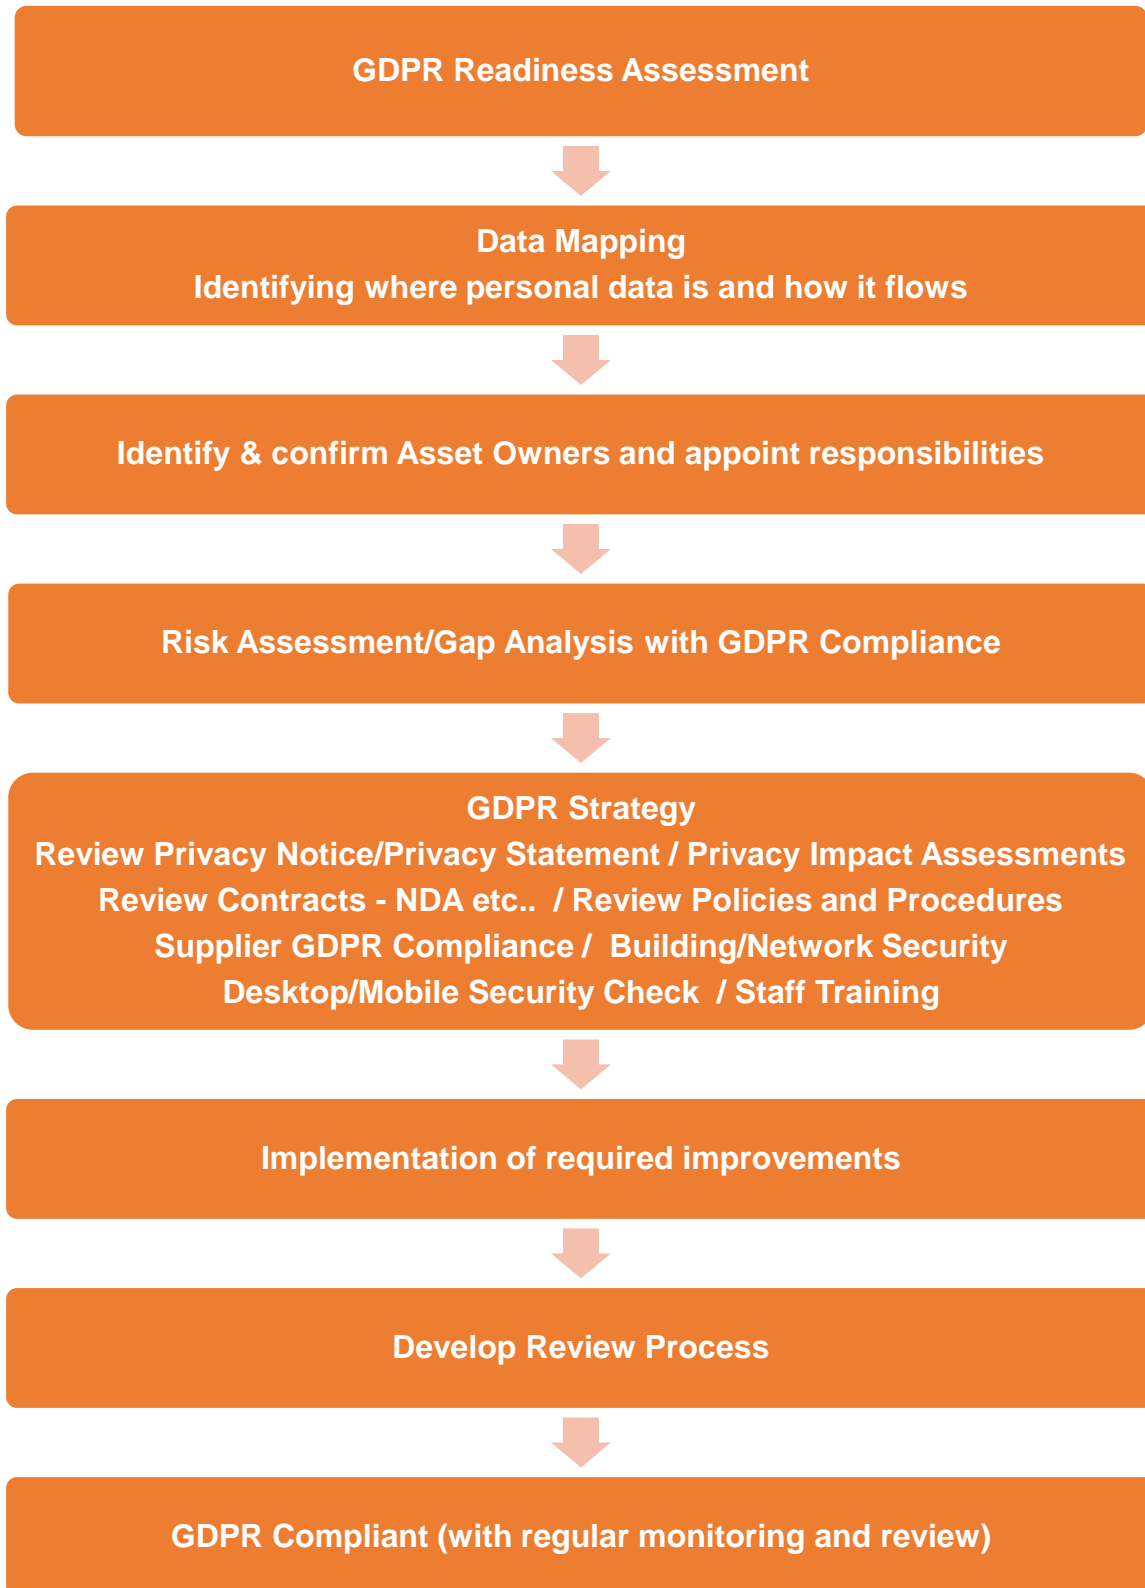 GDPR Readiness Assessment
Data Mapping
Identifying where personal data is and how it flows
Identify & confirm Asset Owners and appoint responsibilities
Risk Assessment/Gap Analysis with GDPR Compliance
GDPR Strategy
Review Privacy Notice/Privacy Statement / Privacy Impact Assessments
Review Contracts - NDA etc..  / Review Policies and Procedures
Supplier GDPR Compliance /  Building/Network Security
Desktop/Mobile Security Check  / Staff Training
Implementation of required improvements
Develop Review Process
GDPR Compliant (with regular monitoring and review)